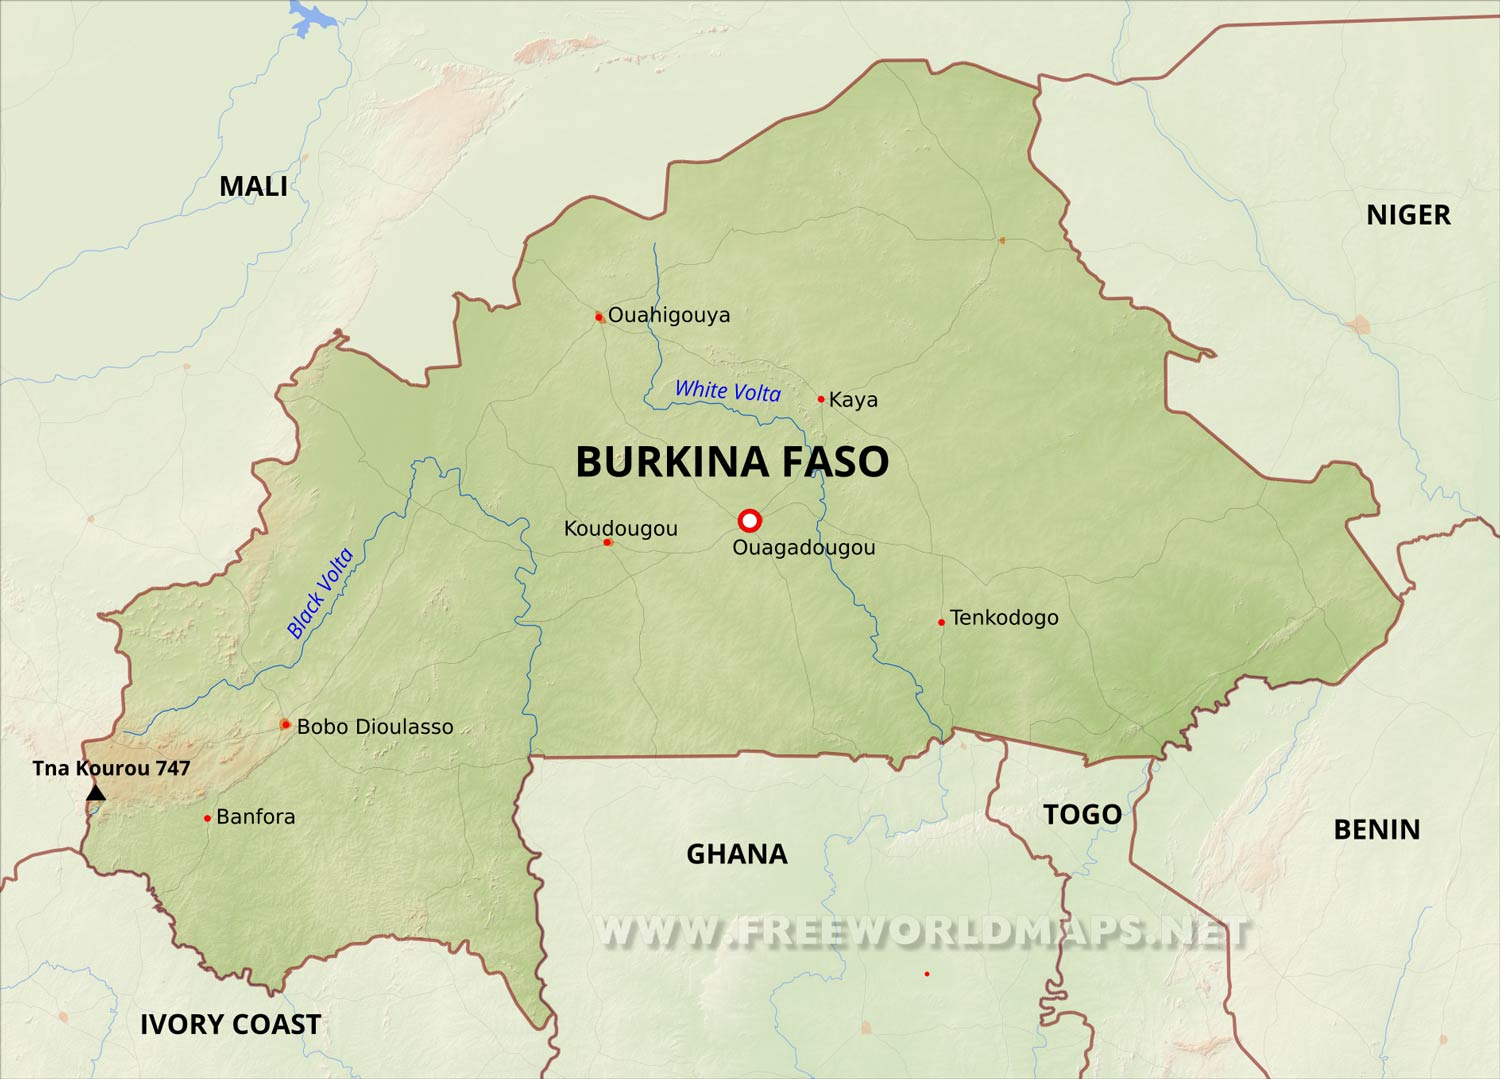 MALI
NIGER
Ouahigouya
White Volta
Kaya
BURKINA FASO
Koudougou
Ouagadougou
Black Volta
Tenkodogo
Bobo Dioulasso
Tna Kourou 747
Banfora
TOGO
BENIN
GHANA
WWW.FREEWORLDMAPS.NET
IVORY COAST